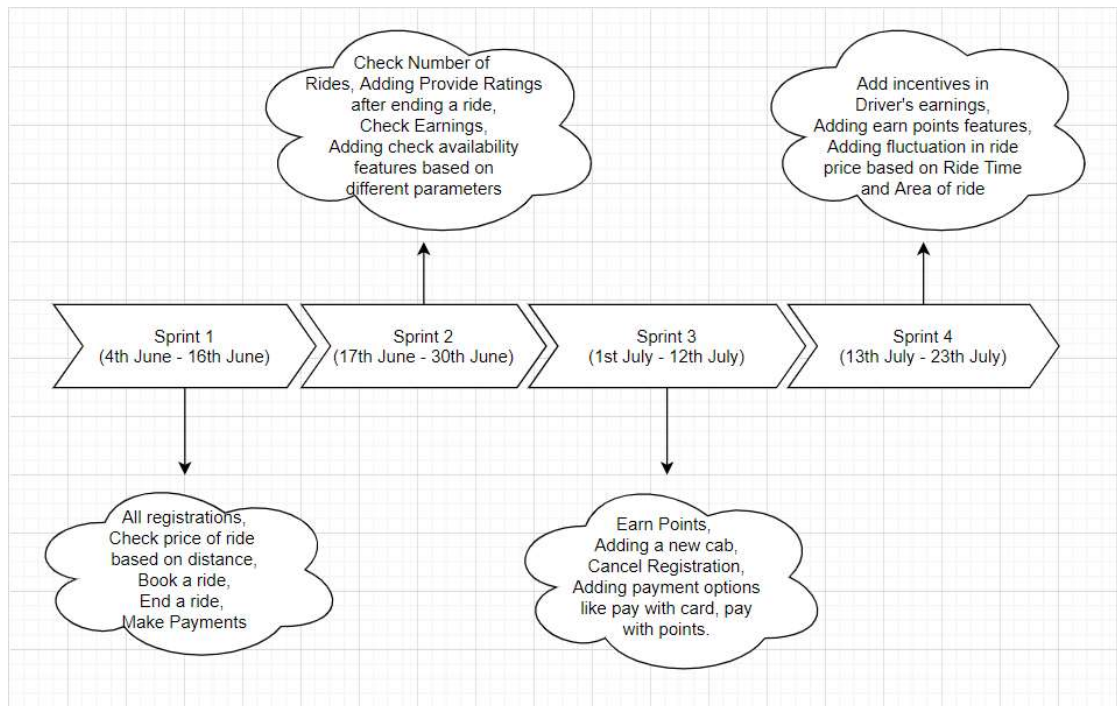 Check Number of
Rides, Adding Provide Ratings
after ending a ride,
Check Earnings,
Adding check availability
features based on
different parameters
Add incentives in
Driver's earnings,
Adding earn points features,
Adding fluctuation in ride
price based on Ride Time
and Area of ride
Sprint 1
(4th June - 16th June)
Sprint 2
(17th June - 30th June)
Sprint 3
(1st July - 12th July)
Sprint 4
(13th July - 23th July)
All registrations,
Check price of ride
based on distance,
Book a ride,
End a ride,
Make Payments
Earn Points,
Adding a new cab,
Cancel Registration,
Adding payment options
like pay with card, pay
with points.